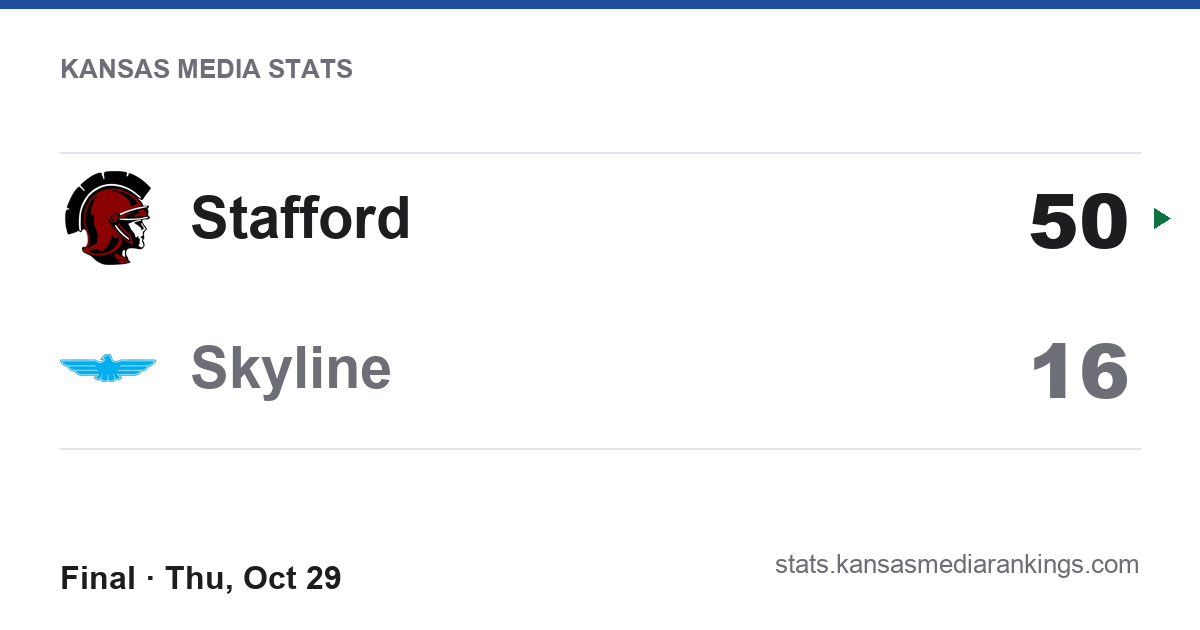 KANSAS MEDIA STATS
Stafford 50
Skyline 16
Final · Thu, Oct 29
stats.kansasmediarankings.com